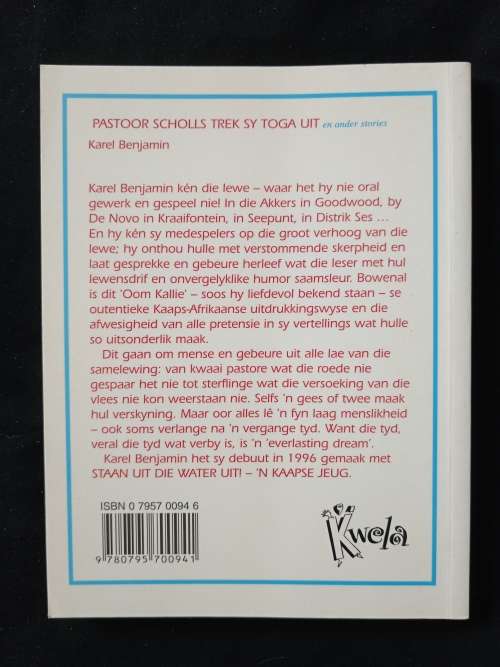 PASTOOR SCHOLLS TREK SY TOGA UIT en ander stories
Karel Benjamin
Karel Benjamin kén die lewe – waar het hy nie oral
gewerk en gespeel nie! In die Akkers in Goodwood, by
De Novo in Kraaifontein, in Seepunt, in Distrik Ses ...
En hy kén sy medespelers op die groot verhoog van die
lewe; hy onthou hulle met verstommende skerpheid en
laat gesprekke en gebeure herleef wat die leser met hul
lewensdrif en onvergelyklike humor saamsleur. Bowenal
is dit 'Oom Kallie' – soos hy liefdevol bekend staan – se
outentieke Kaaps-Afrikaanse uitdrukkingswyse en die
afwesigheid van alle pretensie in sy vertellings wat hulle
so uitsonderlik maak.
Dit gaan om mense en gebeure uit alle lae van die
samelewing: van kwaai pastore wat die roede nie
gespaar het nie tot sterflinge wat die versoeking van die
vlees nie kon weerstaan nie. Selfs 'n gees of twee maak
hul verskyning. Maar oor alles lê 'n fyn laag menslikheid
– ook soms verlange na 'n vergange tyd. Want die tyd,
veral die tyd wat verby is, is 'n 'everlasting dream'.
Karel Benjamin het sy debuut in 1996 gemaak met
STAAN UIT DIE WATER UIT! – 'N KAAPSE JEUG.
ISBN 0 7957 0094 6
9 780795 700941
Kwela